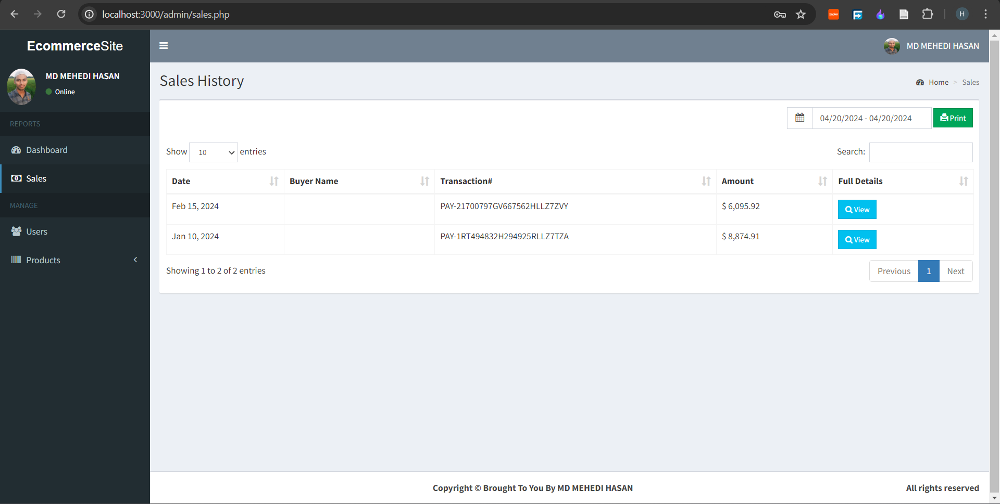 localhost:3000/admin/sales.php
zapier
H
EcommerceSite
MD MEHEDI HASAN
MD MEHEDI HASAN
Online
Sales History
Home > Sales
REPORTS
04/20/2024 - 04/20/2024
Print
Dashboard
Show 10 entries
Search:
Sales
Date Buyer Name Transaction# Amount Full Details
MANAGE
Feb 15, 2024 PAY-21700797GV667562HLLZ7ZVY $ 6,095.92 View
Users
Jan 10, 2024 PAY-1RT494832H294925RLLZ7TZA $ 8,874.91 View
Products
Showing 1 to 2 of 2 entries
Previous 1 Next
Copyright © Brought To You By MD MEHEDI HASAN
All rights reserved